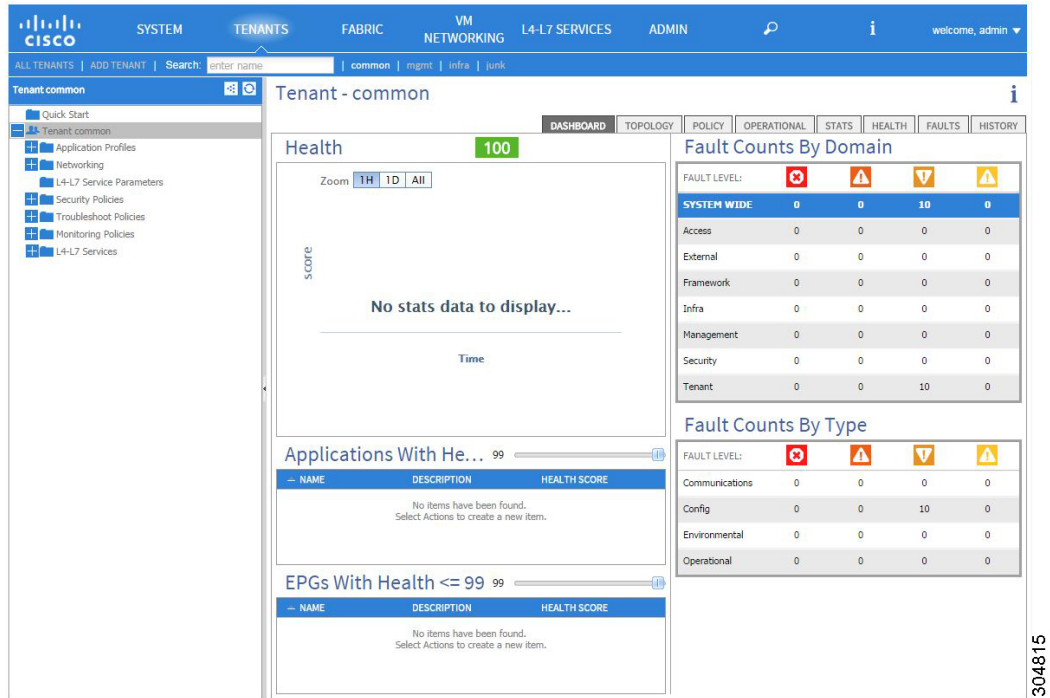 CISCO
SYSTEM
TENANTS
FABRIC
VM
NETWORKING
L4-L7 SERVICES
ADMIN
i
welcome, admin
ALL TENANTS | ADD TENANT | Search: enter name | common | mgmt | infra | junk
Tenant common
Quick Start
Tenant common
Application Profiles
Networking
L4-L7 Service Parameters
Security Policies
Troubleshoot Policies
Monitoring Policies
L4-L7 Services
Tenant - common
i
DASHBOARD TOPOLOGY POLICY OPERATIONAL STATS HEALTH FAULTS HISTORY
Health 100
Zoom 1H 1D All
score
No stats data to display...
Time
Applications With He... 99
NAME DESCRIPTION HEALTH SCORE
No items have been found.
Select Actions to create a new item.
EPGs With Health <= 99 99
NAME DESCRIPTION HEALTH SCORE
No items have been found.
Select Actions to create a new item.
Fault Counts By Domain
FAULT LEVEL:
SYSTEM WIDE 0 0 10 0
Access 0 0 0 0
External 0 0 0 0
Framework 0 0 0 0
Infra 0 0 0 0
Management 0 0 0 0
Security 0 0 0 0
Tenant 0 0 10 0
Fault Counts By Type
FAULT LEVEL:
Communications 0 0 0 0
Config 0 0 10 0
Environmental 0 0 0 0
Operational 0 0 0 0
304815